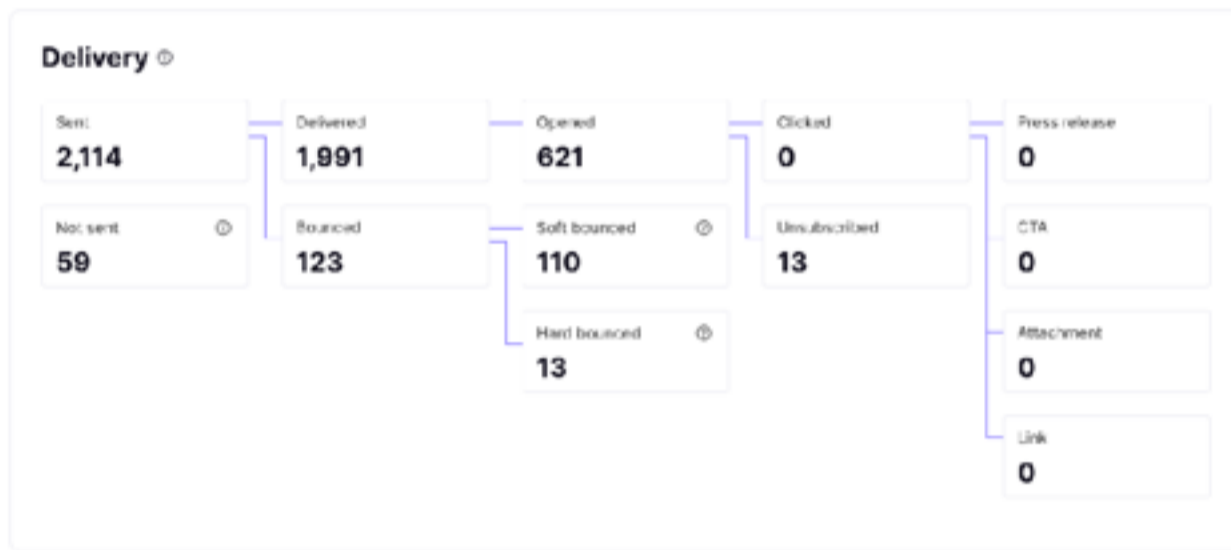 Delivery
Sent
2,114
Delivered
1,991
Opened
621
Clicked
0
Press release
0
Not sent
59
Bounced
123
Soft bounced
110
Unsubscribed
13
CTA
0
Hard bounced
13
Attachment
0
Link
0